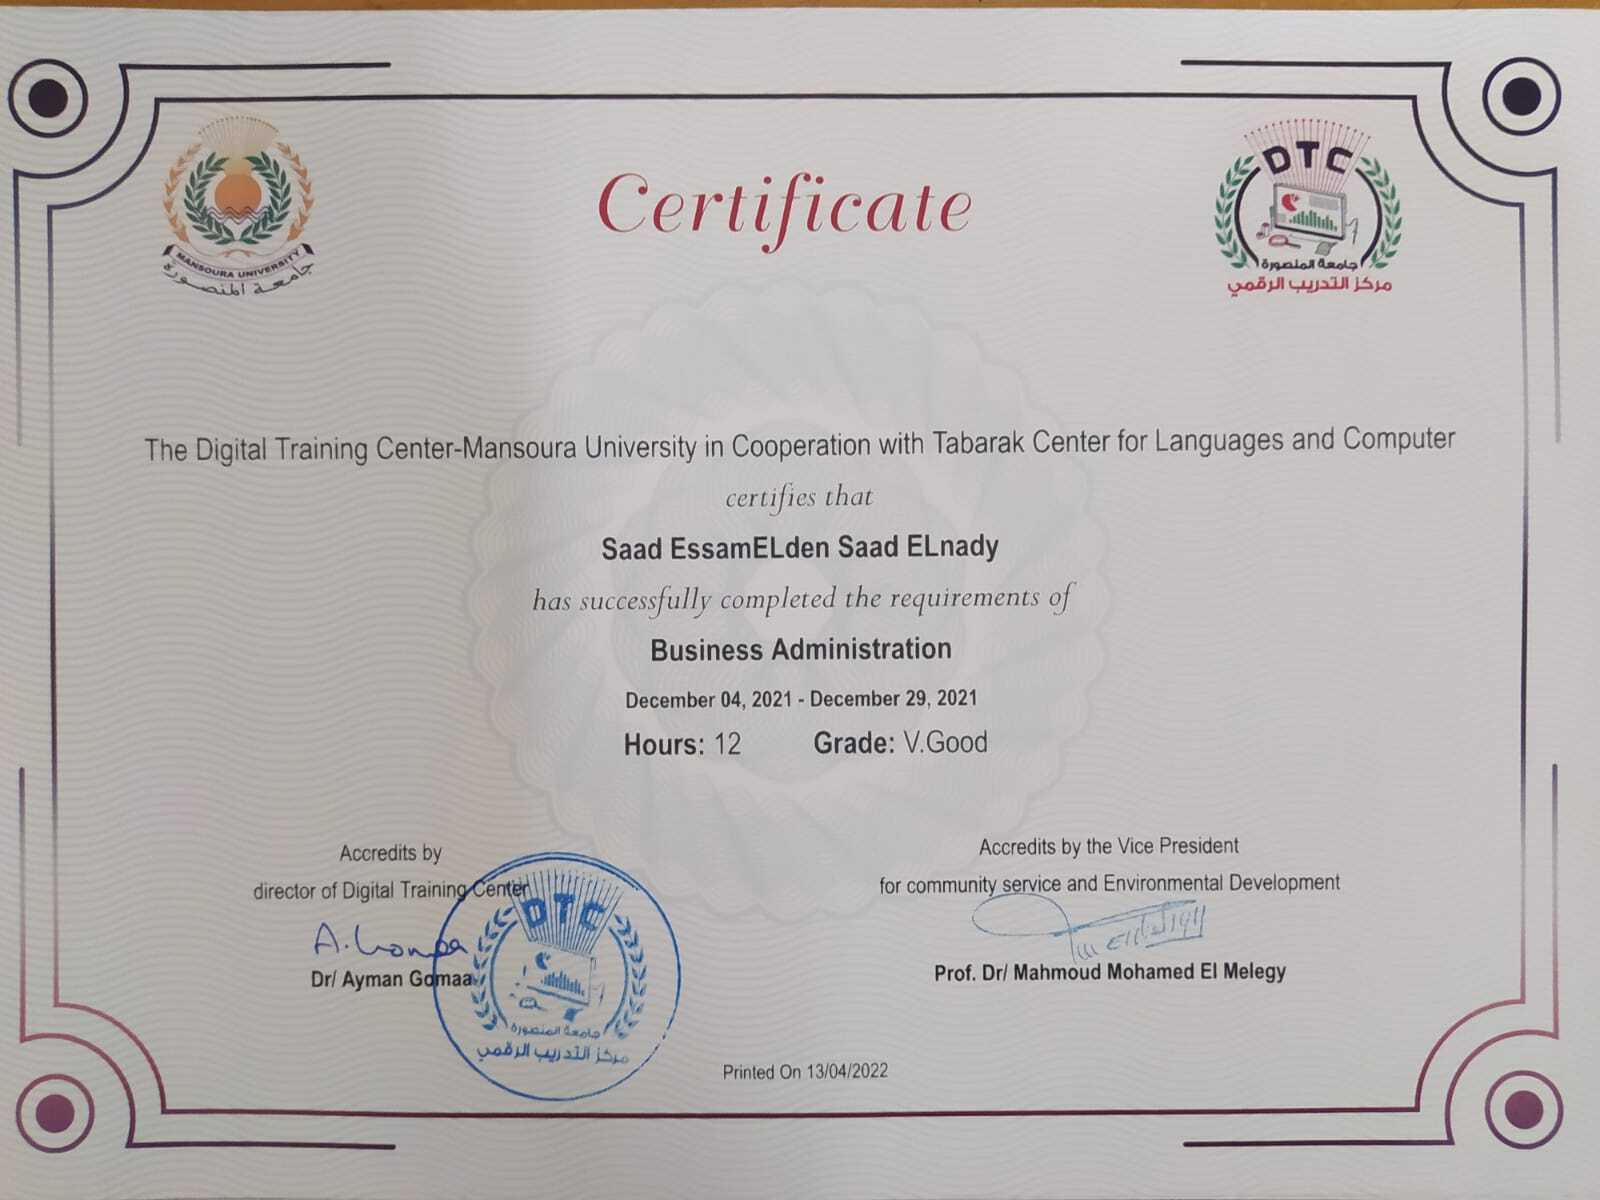 MANSOURA UNIVERSITY
جامعة المنصورة
Certificate
DTC
جامعة المنصورة
مركز التدريب الرقمي
The Digital Training Center-Mansoura University in Cooperation with Tabarak Center for Languages and Computer
certifies that
Saad EssamELden Saad ELnady
has successfully completed the requirements of
Business Administration
December 04, 2021 - December 29, 2021
Hours: 12 Grade: V.Good
Accredits by
director of Digital Training Center
Dr/ Ayman Gomaa
DTC
جامعة المنصورة
مركز التدريب الرقمي
Accredits by the Vice President
for community service and Environmental Development
Prof. Dr/ Mahmoud Mohamed El Melegy
Printed On 13/04/2022